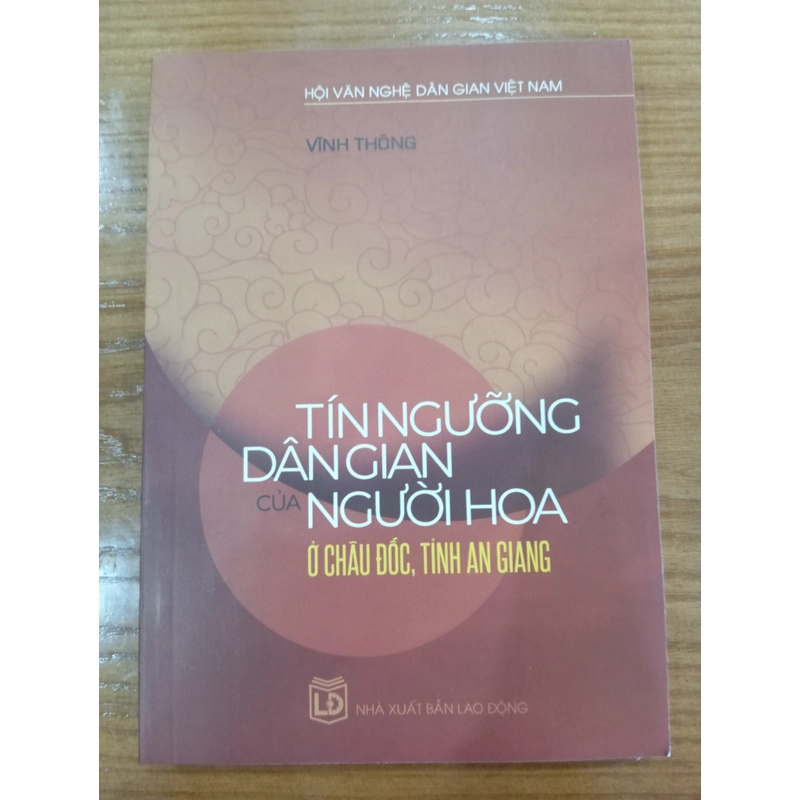 HỘI VĂN NGHỆ DÂN GIAN VIỆT NAM
VĨNH THÔNG
TÍN NGƯỠNG
DÂN GIAN
CỦA NGƯỜI HOA
Ở CHÂU ĐỐC, TỈNH AN GIANG
LĐ
NHÀ XUẤT BẢN LAO ĐỘNG